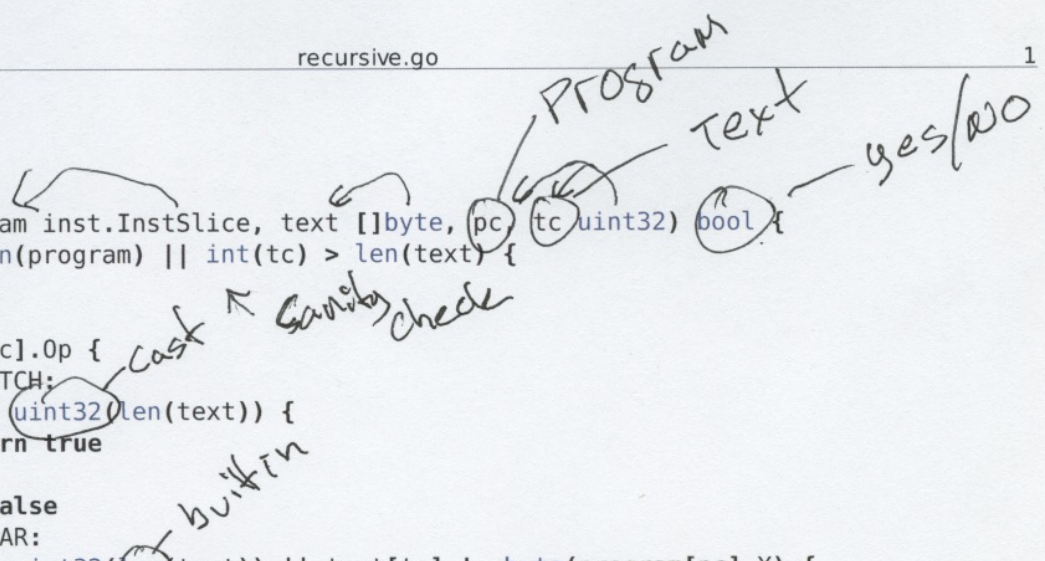 recursive.go 1
Program
Text
yes/no
am inst.InstSlice, text []byte, pc, tc uint32) bool {
n(program) || int(tc) > len(text) {
sanity check
c].Op {
cast
TCH:
uint32(len(text)) {
rn true
builtin
alse
AR: